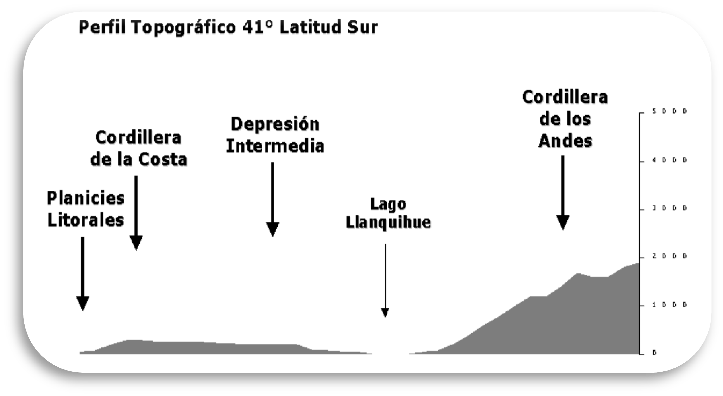 Perfil Topográfico 41º Latitud Sur
Cordillera
de los
Andes
Depresión
Intermedia
Cordillera
de la Costa
Planicies
Litorales
Lago
Llanquihue
5000
4000
3000
2000
1000
0